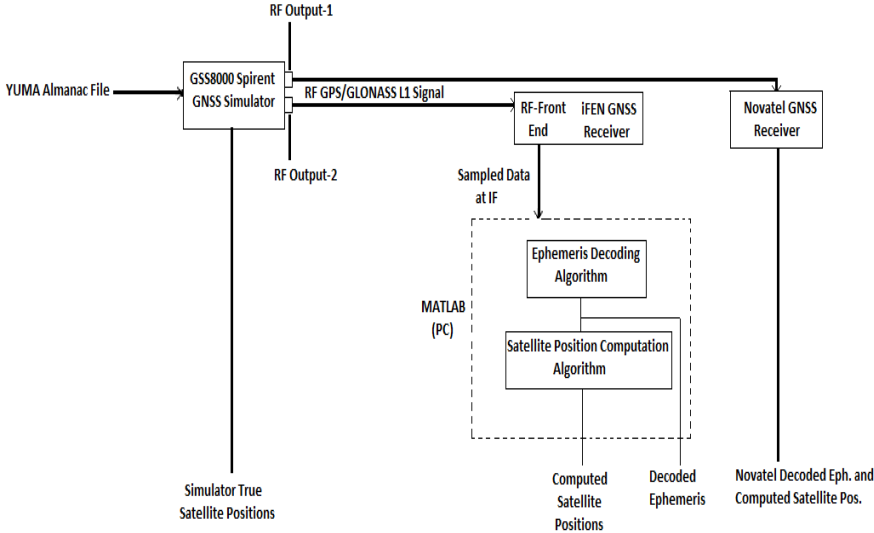 RF Output-1
YUMA Almanac File
GSS8000 Spirent
GNSS Simulator
RF GPS/GLONASS L1 Signal
RF Output-2
RF-Front
End
iFEN GNSS
Receiver
Novatel GNSS
Receiver
Sampled Data
at IF
MATLAB
(PC)
Ephemeris Decoding
Algorithm
Satellite Position Computation
Algorithm
Simulator True
Satellite Positions
Computed
Satellite
Positions
Decoded
Ephemeris
Novatel Decoded Eph. and
Computed Satellite Pos.